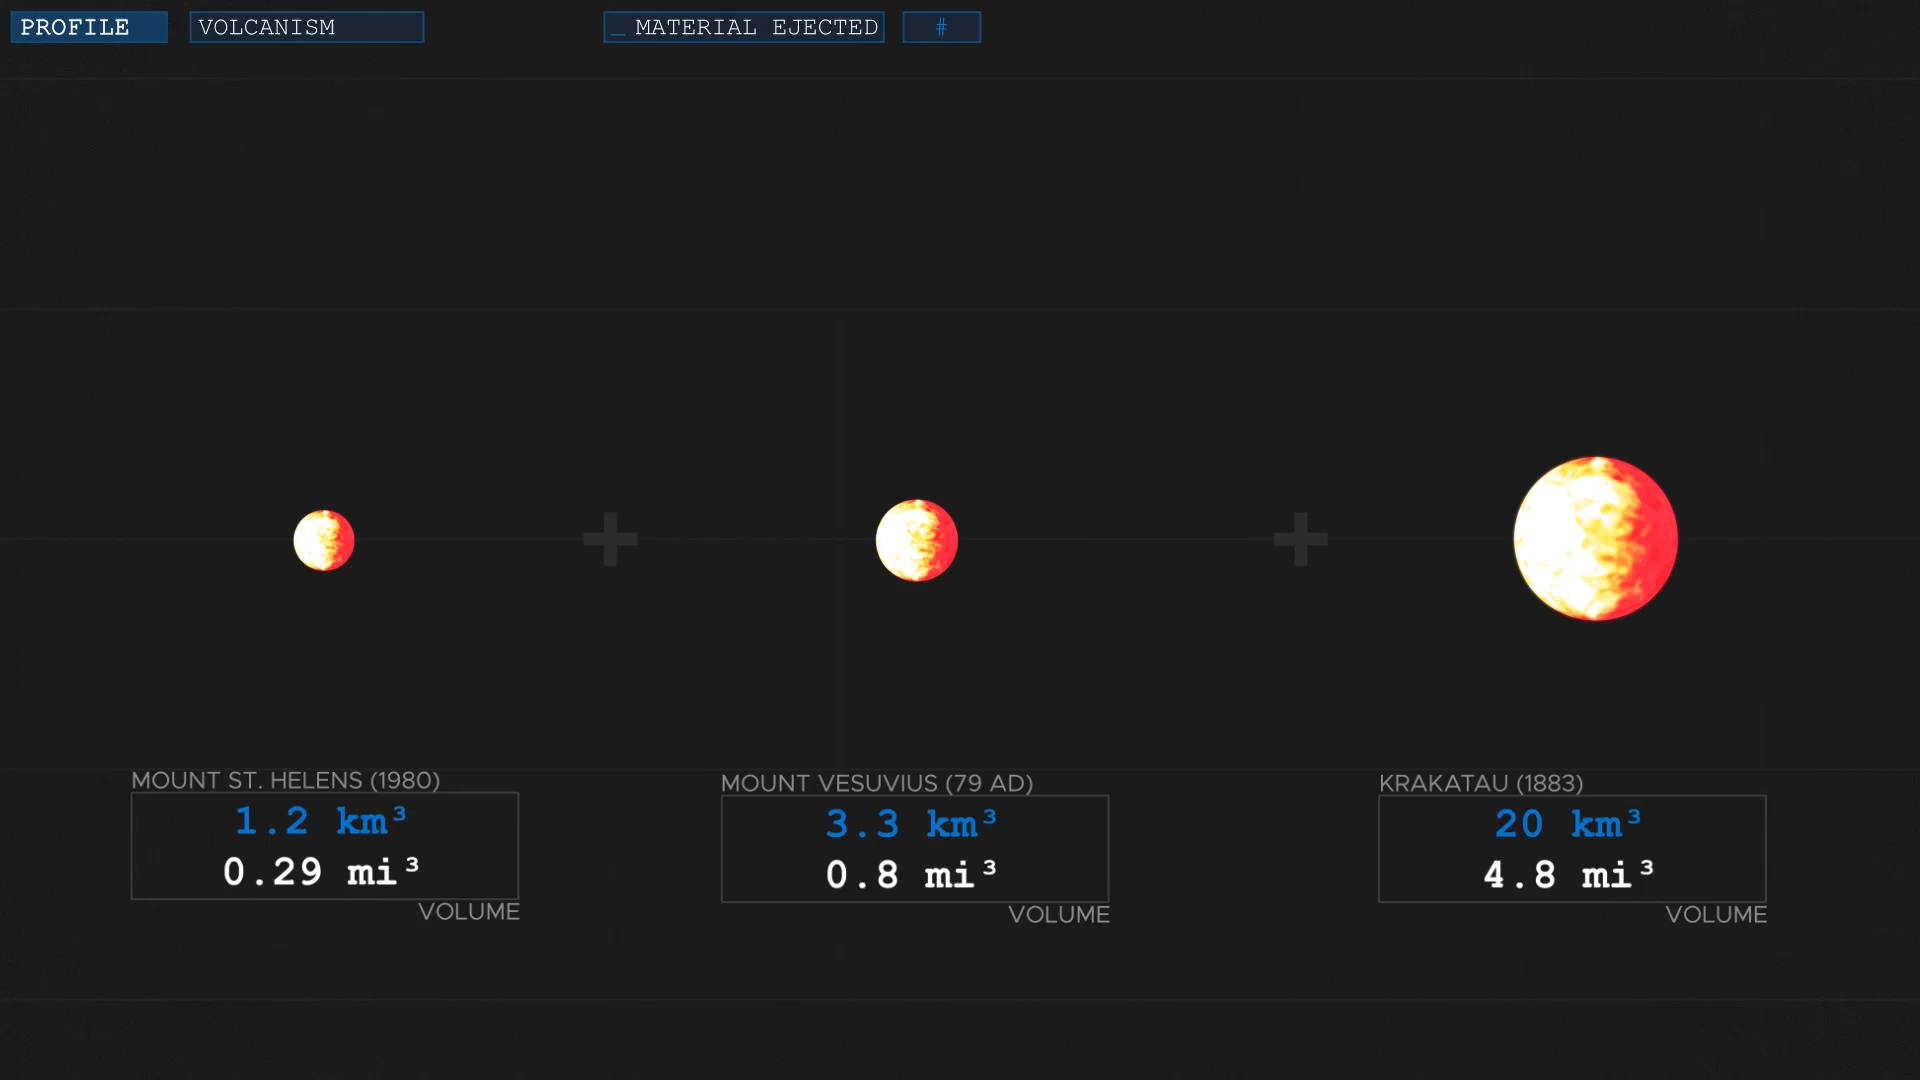 PROFILE
VOLCANISM
_ MATERIAL EJECTED
#
MOUNT ST. HELENS (1980)
1.2 km³
0.29 mi³
VOLUME
MOUNT VESUVIUS (79 AD)
3.3 km³
0.8 mi³
VOLUME
KRAKATAU (1883)
20 km³
4.8 mi³
VOLUME